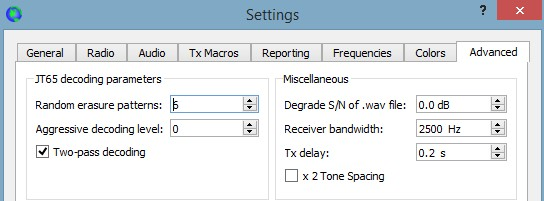 Settings
?
General Radio Audio Tx Macros Reporting Frequencies Colors Advanced
JT65 decoding parameters
Random erasure patterns: 6
Aggressive decoding level: 0
Two-pass decoding
Miscellaneous
Degrade S/N of .wav file: 0.0 dB
Receiver bandwidth: 2500 Hz
Tx delay: 0.2 s
x 2 Tone Spacing